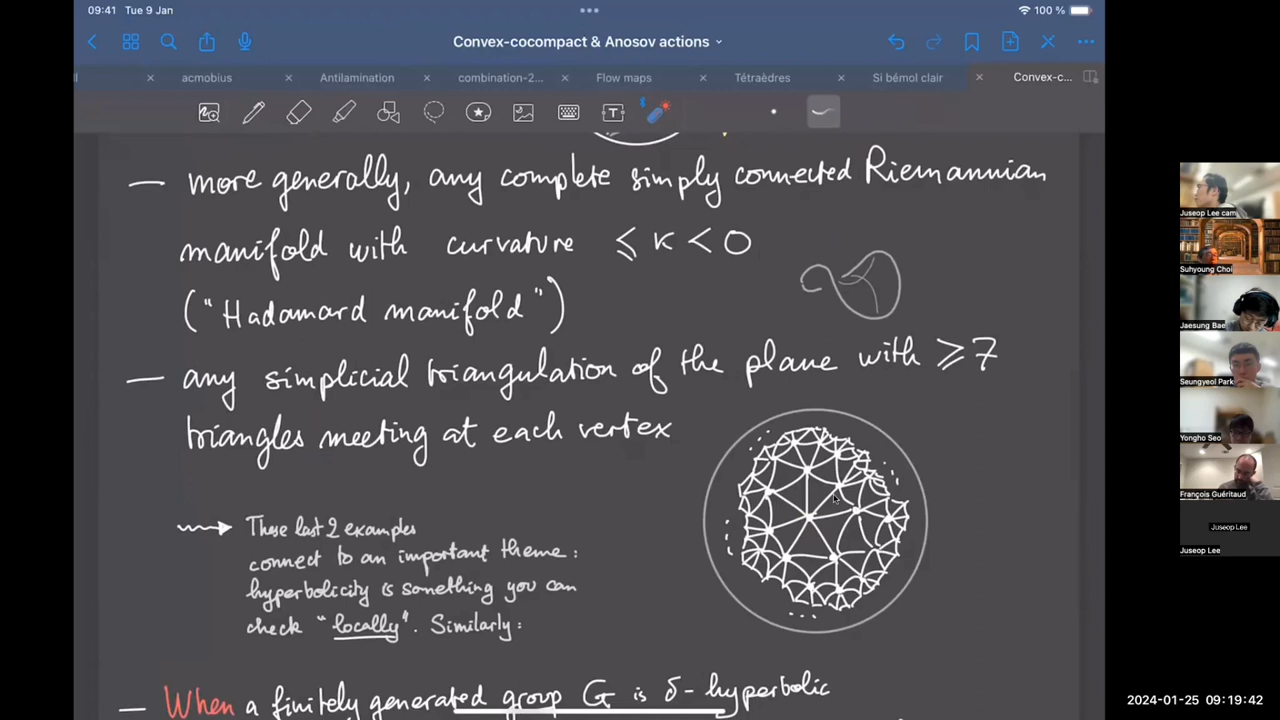 09:41 Tue 9 Jan
100 %
Convex-cocompact & Anosov actions
ll
acmobius
Antilamination
combination-2...
Flow maps
Tétraèdres
Si bémol clair
Convex-c...
— more generally, any complete simply connected Riemannian
manifold with curvature ≤ κ < 0
("Hadamard manifold")
— any simplicial triangulation of the plane with ≥ 7
triangles meeting at each vertex
These last 2 examples
connect to an important theme:
hyperbolicity is something you can
check "locally". Similarly:
— When a finitely generated group G is δ-hyperbolic
Juseop Lee cam
Suhyoung Choi
Jaesung Bae
Seungyeol Park
Yongho Seo
François Guéritaud
Juseop Lee
Juseop Lee
2024-01-25 09:19:42